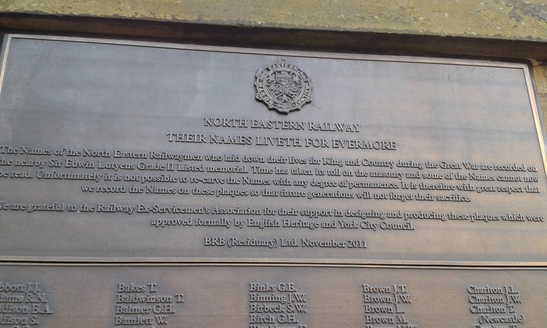 NORTH EASTERN RAILWAY
THEIR NAMES LIVETH FOR EVERMORE
The Names of the North Eastern Railwaymen who laid down their lives for King and Country during the Great War are recorded on
the nearby Sir Edwin Lutyens Grade II Listed memorial. Time has taken its toll on the masonry and some of the Names cannot now
be read. Unfortunately it is not possible to re-carve the Names with any degree of permanence. It is therefore with great respect that
we record the Names on these plaques so that future generations will not forget their sacrifice.
We are grateful to the Railway Ex-Servicemen's Association for their support in designing and producing these plaques which were
approved formally by English Heritage and York City Council.
BRB (Residuary) Ltd. November 2011
bbott J.J. Bakes T. Binks G.E. Brown J.T. Charlton J.L.
dams R.N. Baldwinson T. Binning J.W. Brown J.W. Charlton J.W.
ddison E.A. Balmer G.H. Birbeck S.W. Brown L. Charlton T.
ddison S. Bamlett W. Birch G.H. Brown M. (Newcastle)